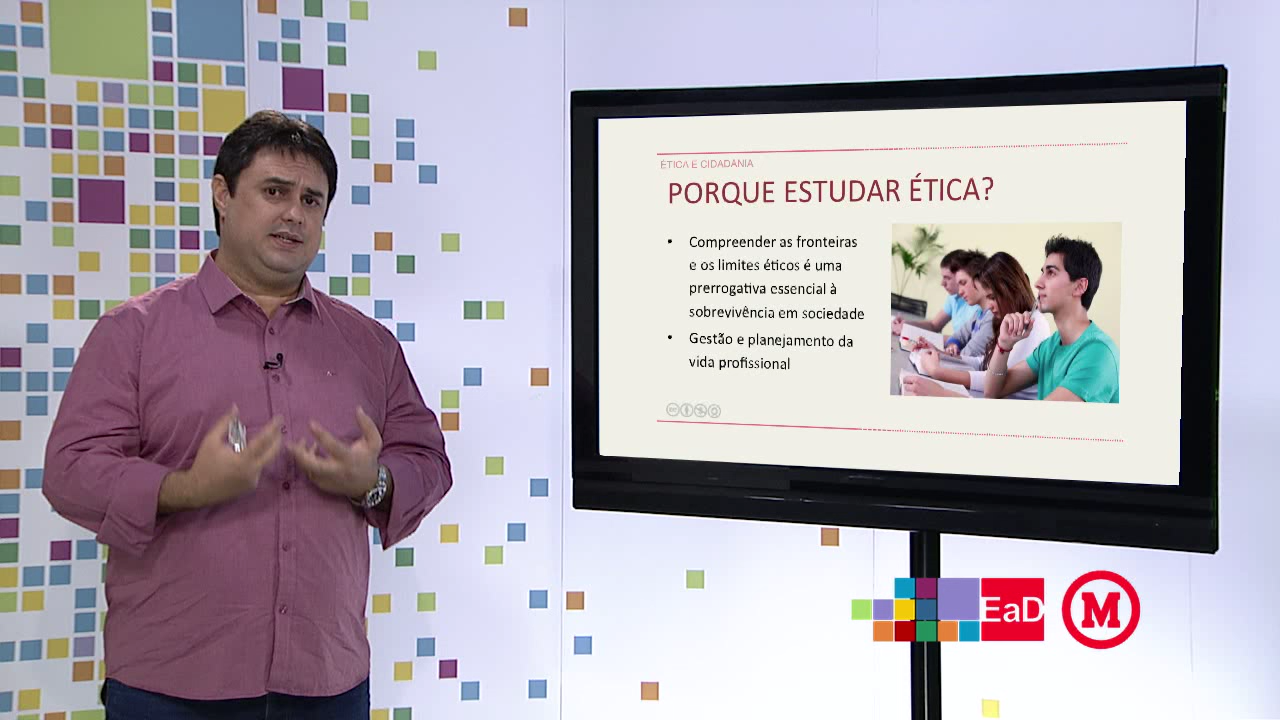 ÉTICA E CIDADANIA
PORQUE ESTUDAR ÉTICA?
• Compreender as fronteiras
e os limites éticos é uma
prerrogativa essencial à
sobrevivência em sociedade
• Gestão e planejamento da
vida profissional
EaD
M